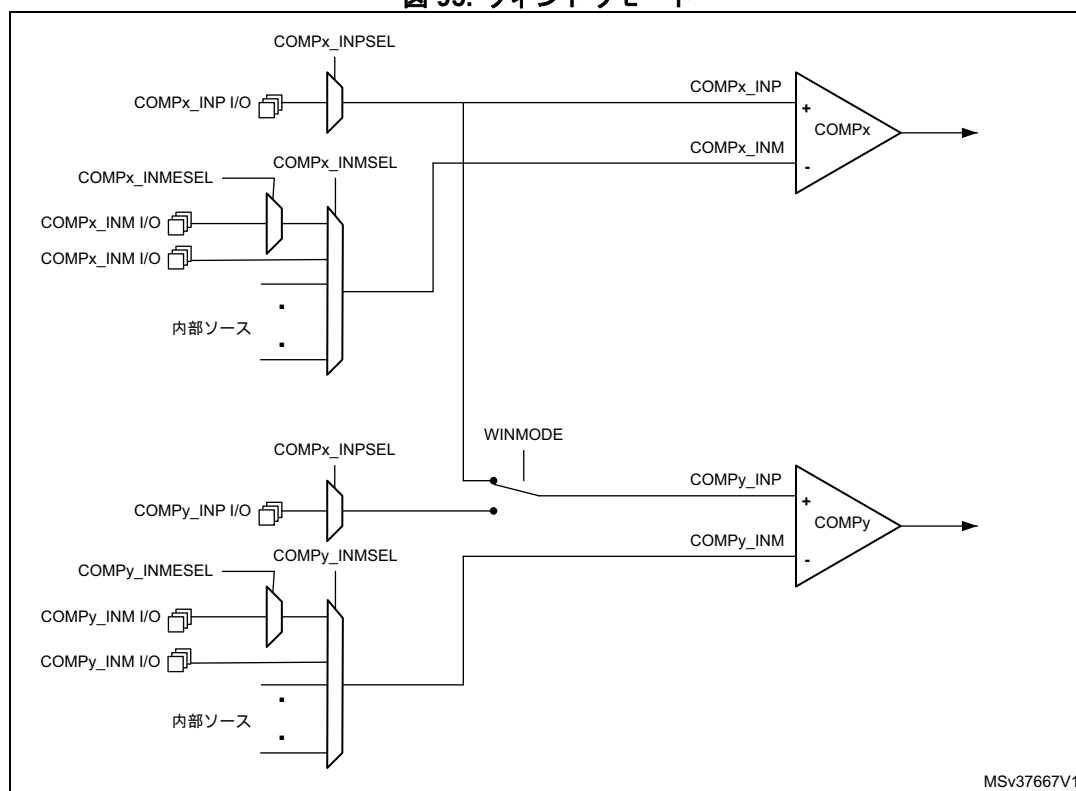 COMPx_INPSEL
COMPx_INP I/O
COMPx_INP
+
COMPx
COMPx_INM
-
COMPx_INMSEL
COMPx_INMESEL
COMPx_INM I/O
COMPx_INM I/O
内部ソース
WINMODE
COMPx_INPSEL
COMPy_INP I/O
COMPy_INP
+
COMPy
COMPy_INM
-
COMPy_INMSEL
COMPy_INMESEL
COMPy_INM I/O
COMPy_INM I/O
内部ソース
MSv37667V1